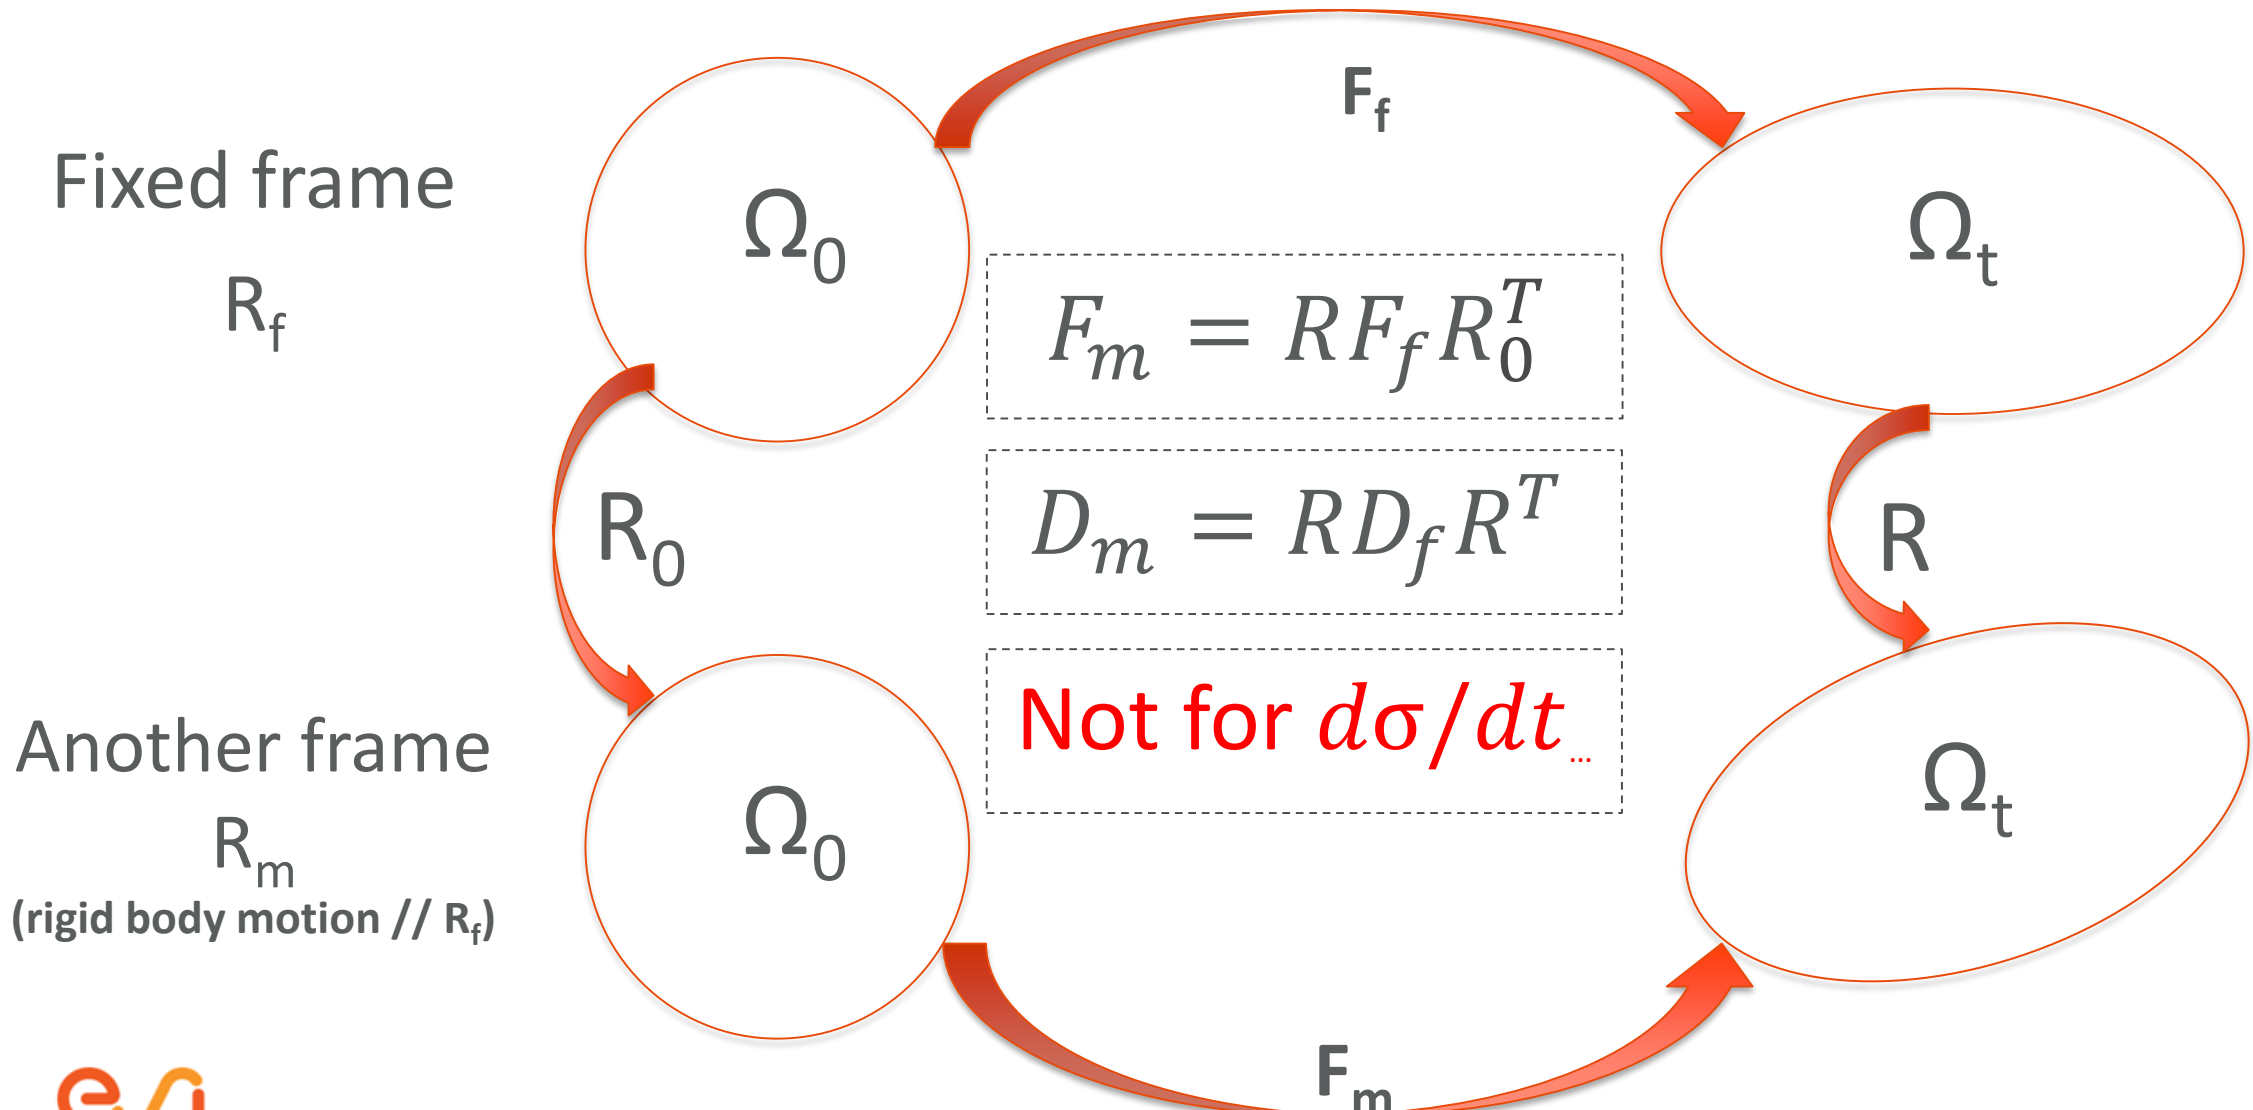 F_f
Fixed frame
R_f
Ω_0
Ω_t
F_m = R F_f R_0^T
D_m = R D_f R^T
R_0
R
Not for dσ/dt ...
Another frame
R_m
(rigid body motion // R_f)
Ω_0
Ω_t
F_m